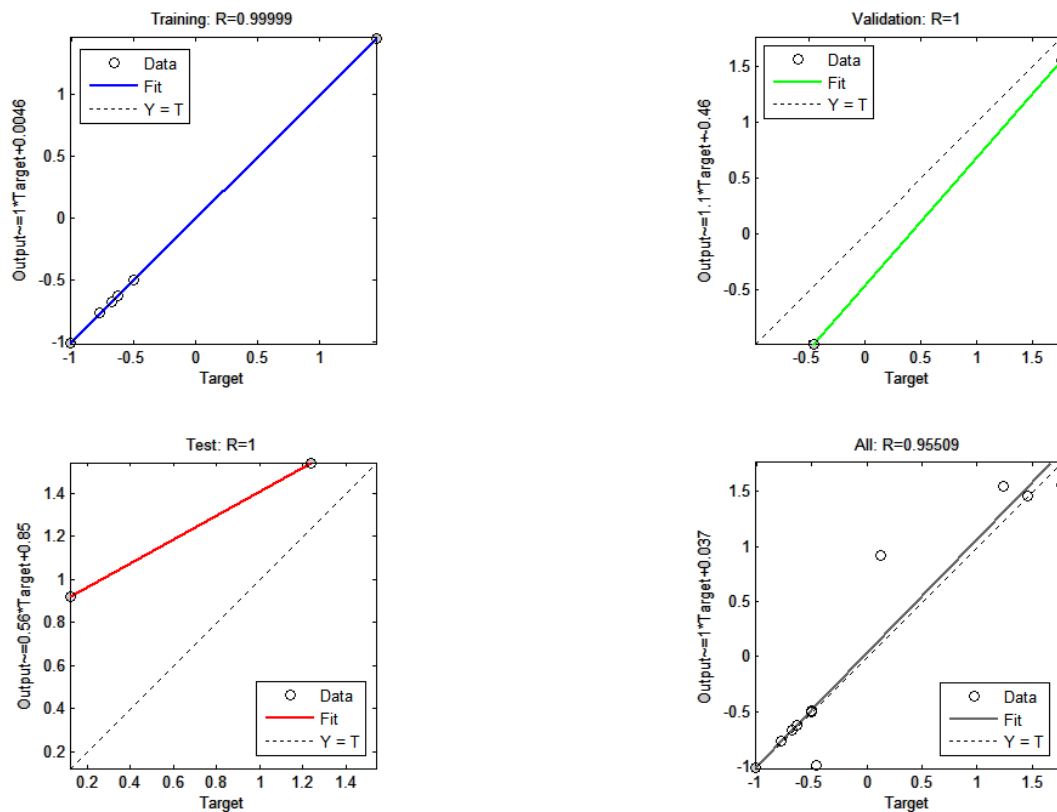 Training: R=0.99999
Output~=1*Target+0.0046
Data
Fit
Y = T
1
0.5
0
-0.5
-1
-1
-0.5
0
0.5
1
Target
Validation: R=1
Output~=1.1*Target+-0.46
Data
Fit
Y = T
1.5
1
0.5
0
-0.5
-0.5
0
0.5
1
1.5
Target
Test: R=1
Output~=0.56*Target+0.85
1.4
1.2
1
0.8
0.6
0.4
0.2
Data
Fit
Y = T
0.2
0.4
0.6
0.8
1
1.2
1.4
Target
All: R=0.95509
Output~=1*Target+0.037
1.5
1
0.5
0
-0.5
-1
Data
Fit
Y = T
-1
-0.5
0
0.5
1
1.5
Target